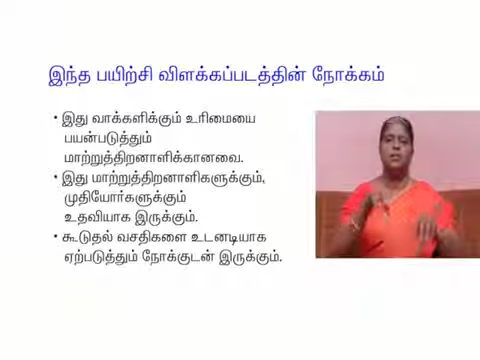 இந்த பயிற்சி விளக்கப்படத்தின் நோக்கம்
• இது வாக்களிக்கும் உரிமையை
பயன்படுத்தும்
மாற்றுத்திறனாளிக்கானவை.
• இது மாற்றுத்திறனாளிகளுக்கும்,
முதியோர்களுக்கும்
உதவியாக இருக்கும்.
• கூடுதல் வசதிகளை உடனடியாக
ஏற்படுத்தும் நோக்குடன் இருக்கும்.